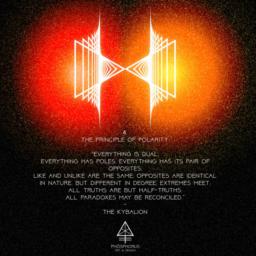 &
THE PRINCIPLE OF POLARITY
"EVERYTHING IS DUAL;
EVERYTHING HAS POLES; EVERYTHING HAS ITS PAIR OF
OPPOSITES;
LIKE AND UNLIKE ARE THE SAME; OPPOSITES ARE IDENTICAL
IN NATURE, BUT DIFFERENT IN DEGREE; EXTREMES MEET;
ALL TRUTHS ARE BUT HALF-TRUTHS;
ALL PARADOXES MAY BE RECONCILED."
-
THE KYBALION
PHOSPHORUS